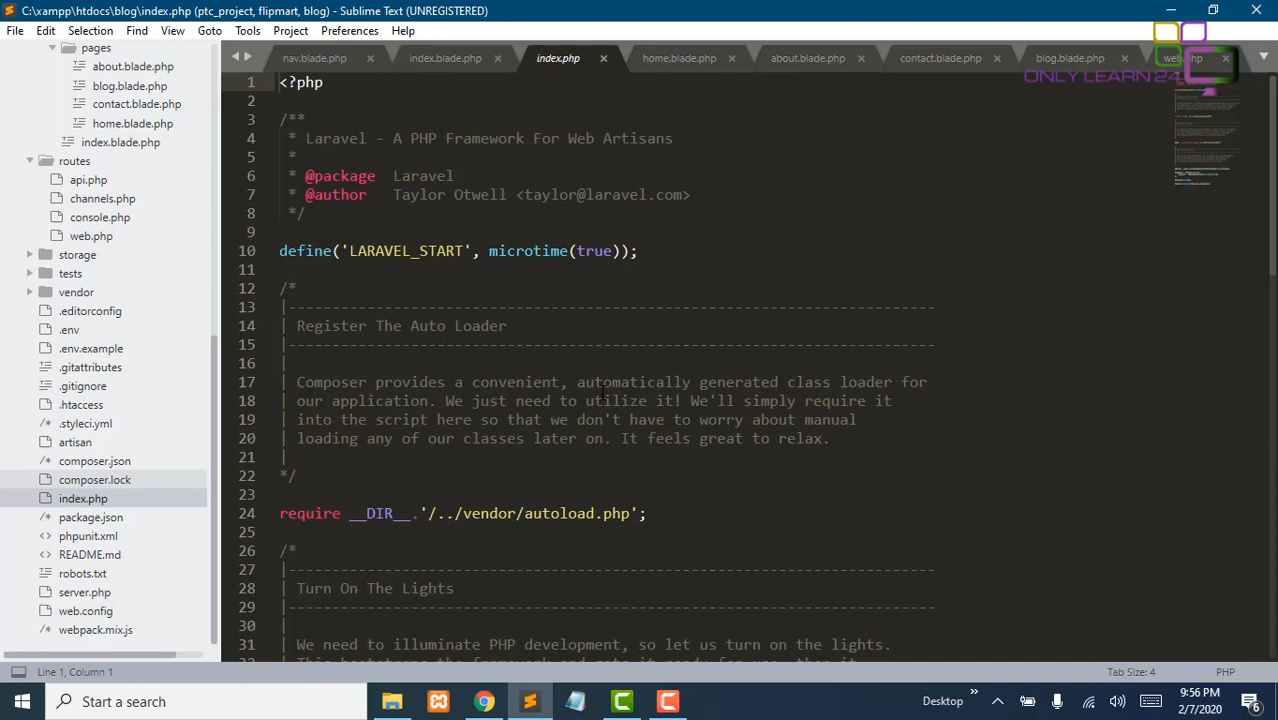 C:\xampp\htdocs\blog\index.php (ptc_project, flipmart, blog) - Sublime Text (UNREGISTERED)
File Edit Selection Find View Goto Tools Project Preferences Help
nav.blade.php index.blade.php index.php home.blade.php about.blade.php contact.blade.php blog.blade.php web.php
ONLY LEARN 24
pages
about.blade.php
blog.blade.php
contact.blade.php
home.blade.php
index.blade.php
routes
api.php
channels.php
console.php
web.php
storage
tests
vendor
.editorconfig
.env
.env.example
.gitattributes
.gitignore
.htaccess
.styleci.yml
artisan
composer.json
composer.lock
index.php
package.json
phpunit.xml
README.md
robots.txt
server.php
web.config
webpack.mix.js
1 <?php
2
3 /**
4 * Laravel - A PHP Framework For Web Artisans
5 *
6 * @package Laravel
7 * @author Taylor Otwell <taylor@laravel.com>
8 */
9
10 define('LARAVEL_START', microtime(true));
11
12 /*
13 |--------------------------------------------------------------------------
14 | Register The Auto Loader
15 |--------------------------------------------------------------------------
16 |
17 | Composer provides a convenient, automatically generated class loader for
18 | our application. We just need to utilize it! We'll simply require it
19 | into the script here so that we don't have to worry about manual
20 | loading any of our classes later on. It feels great to relax.
21 |
22 */
23
24 require __DIR__.'/../vendor/autoload.php';
25
26 /*
27 |--------------------------------------------------------------------------
28 | Turn On The Lights
29 |--------------------------------------------------------------------------
30 |
31 | We need to illuminate PHP development, so let us turn on the lights.
Line 1, Column 1 Tab Size: 4 PHP
Start a search
Desktop
9:56 PM
2/7/2020
6